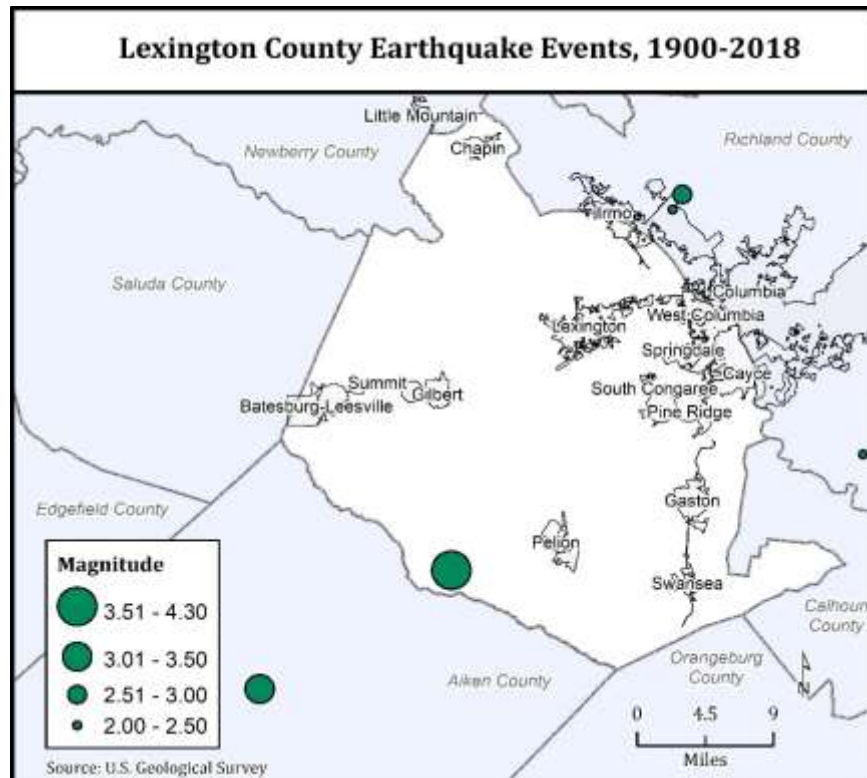 Lexington County Earthquake Events, 1900-2018
Little Mountain
Richland County
Newberry County
Chapin
Irmo
Saluda County
Columbia
West Columbia
Lexington
Springdale
Cayce
Summit
South Congaree
Gilbert
Batesburg-Leesville
Pine Ridge
Gaston
Edgefield County
Pelion
Swansea
Magnitude
3.51 - 4.30
3.01 - 3.50
2.51 - 3.00
2.00 - 2.50
Calhoun
County
Aiken County
Orangeburg
County
N
0 4.5 9
Miles
Source: U.S. Geological Survey